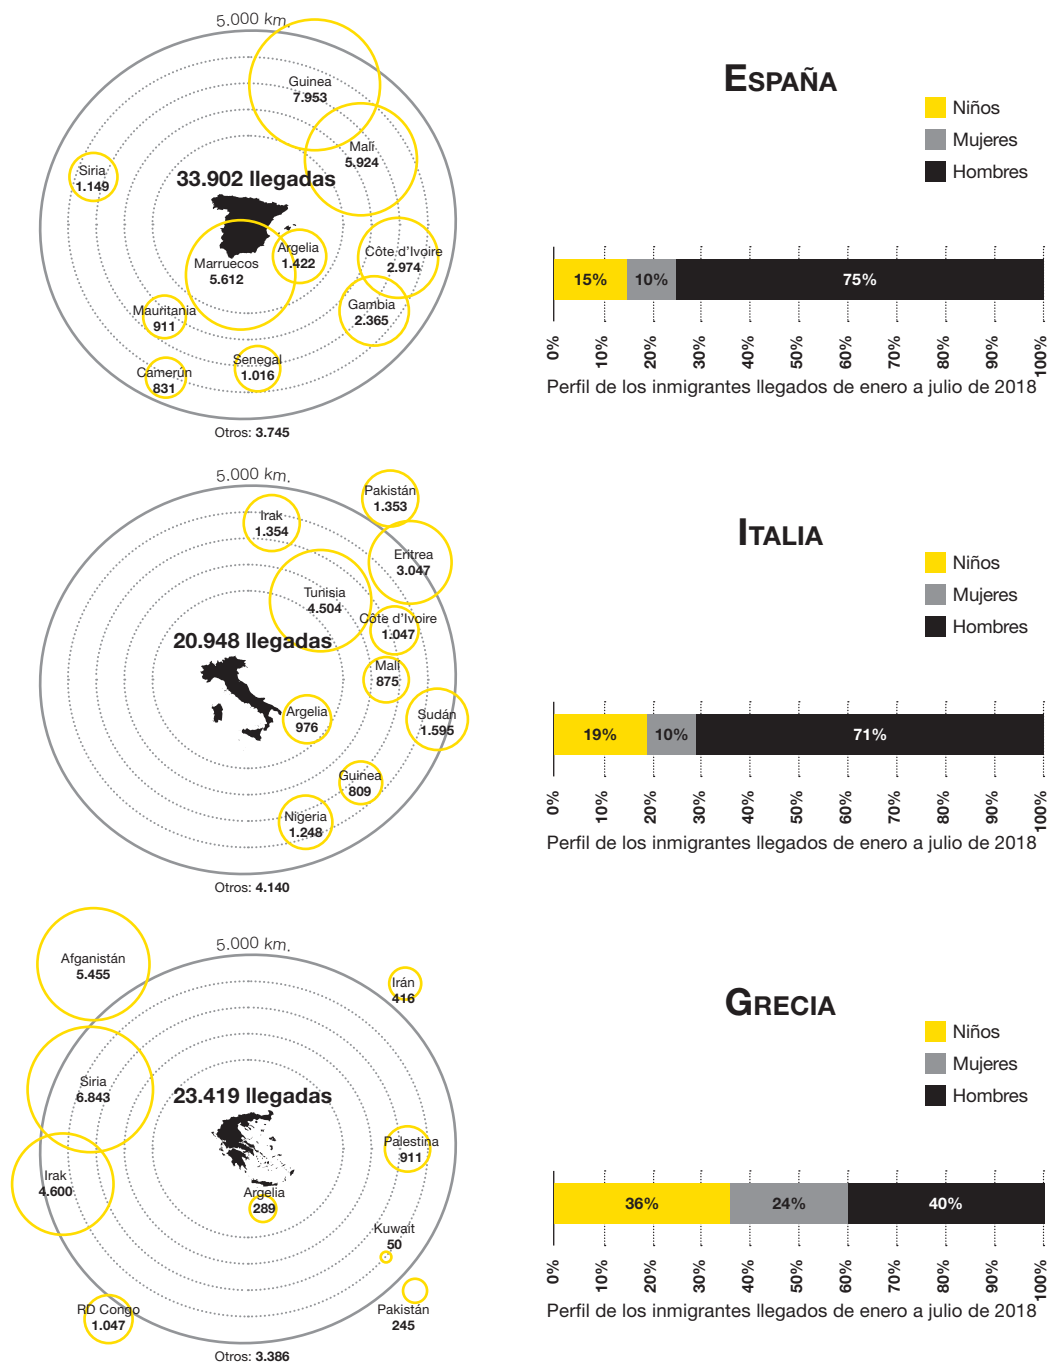 5.000 km.
Guinea
7.953
Malí
5.924
Siria
1.149
33.902 llegadas
Argelia
1.422
Marruecos
5.612
Côte d'Ivoire
2.974
Gambia
2.365
Mauritania
911
Senegal
1.016
Camerún
831
Otros: 3.745
ESPAÑA
Niños
Mujeres
Hombres
15%
10%
75%
0%
10%
20%
30%
40%
50%
60%
70%
80%
90%
100%
Perfil de los inmigrantes llegados de enero a julio de 2018
5.000 km.
Pakistán
1.353
Irak
1.354
Eritrea
3.047
Tunisia
4.504
Côte d'Ivoire
1.047
20.948 llegadas
Malí
875
Argelia
976
Sudán
1.595
Guinea
809
Nigeria
1.248
Otros: 4.140
ITALIA
Niños
Mujeres
Hombres
19%
10%
71%
0%
10%
20%
30%
40%
50%
60%
70%
80%
90%
100%
Perfil de los inmigrantes llegados de enero a julio de 2018
5.000 km.
Afganistán
5.455
Irán
416
Siria
6.843
23.419 llegadas
Palestina
911
Irak
4.600
Argelia
289
Kuwait
50
RD Congo
1.047
Pakistán
245
Otros: 3.386
GRECIA
Niños
Mujeres
Hombres
36%
24%
40%
0%
10%
20%
30%
40%
50%
60%
70%
80%
90%
100%
Perfil de los inmigrantes llegados de enero a julio de 2018